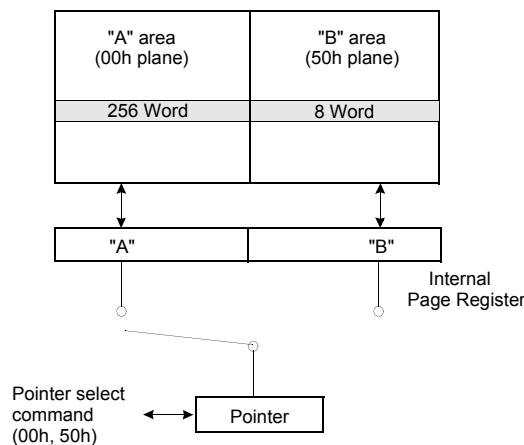 "A" area
(00h plane)
"B" area
(50h plane)
256 Word
8 Word
"A"
"B"
Internal
Page Register
Pointer select
command
(00h, 50h)
Pointer